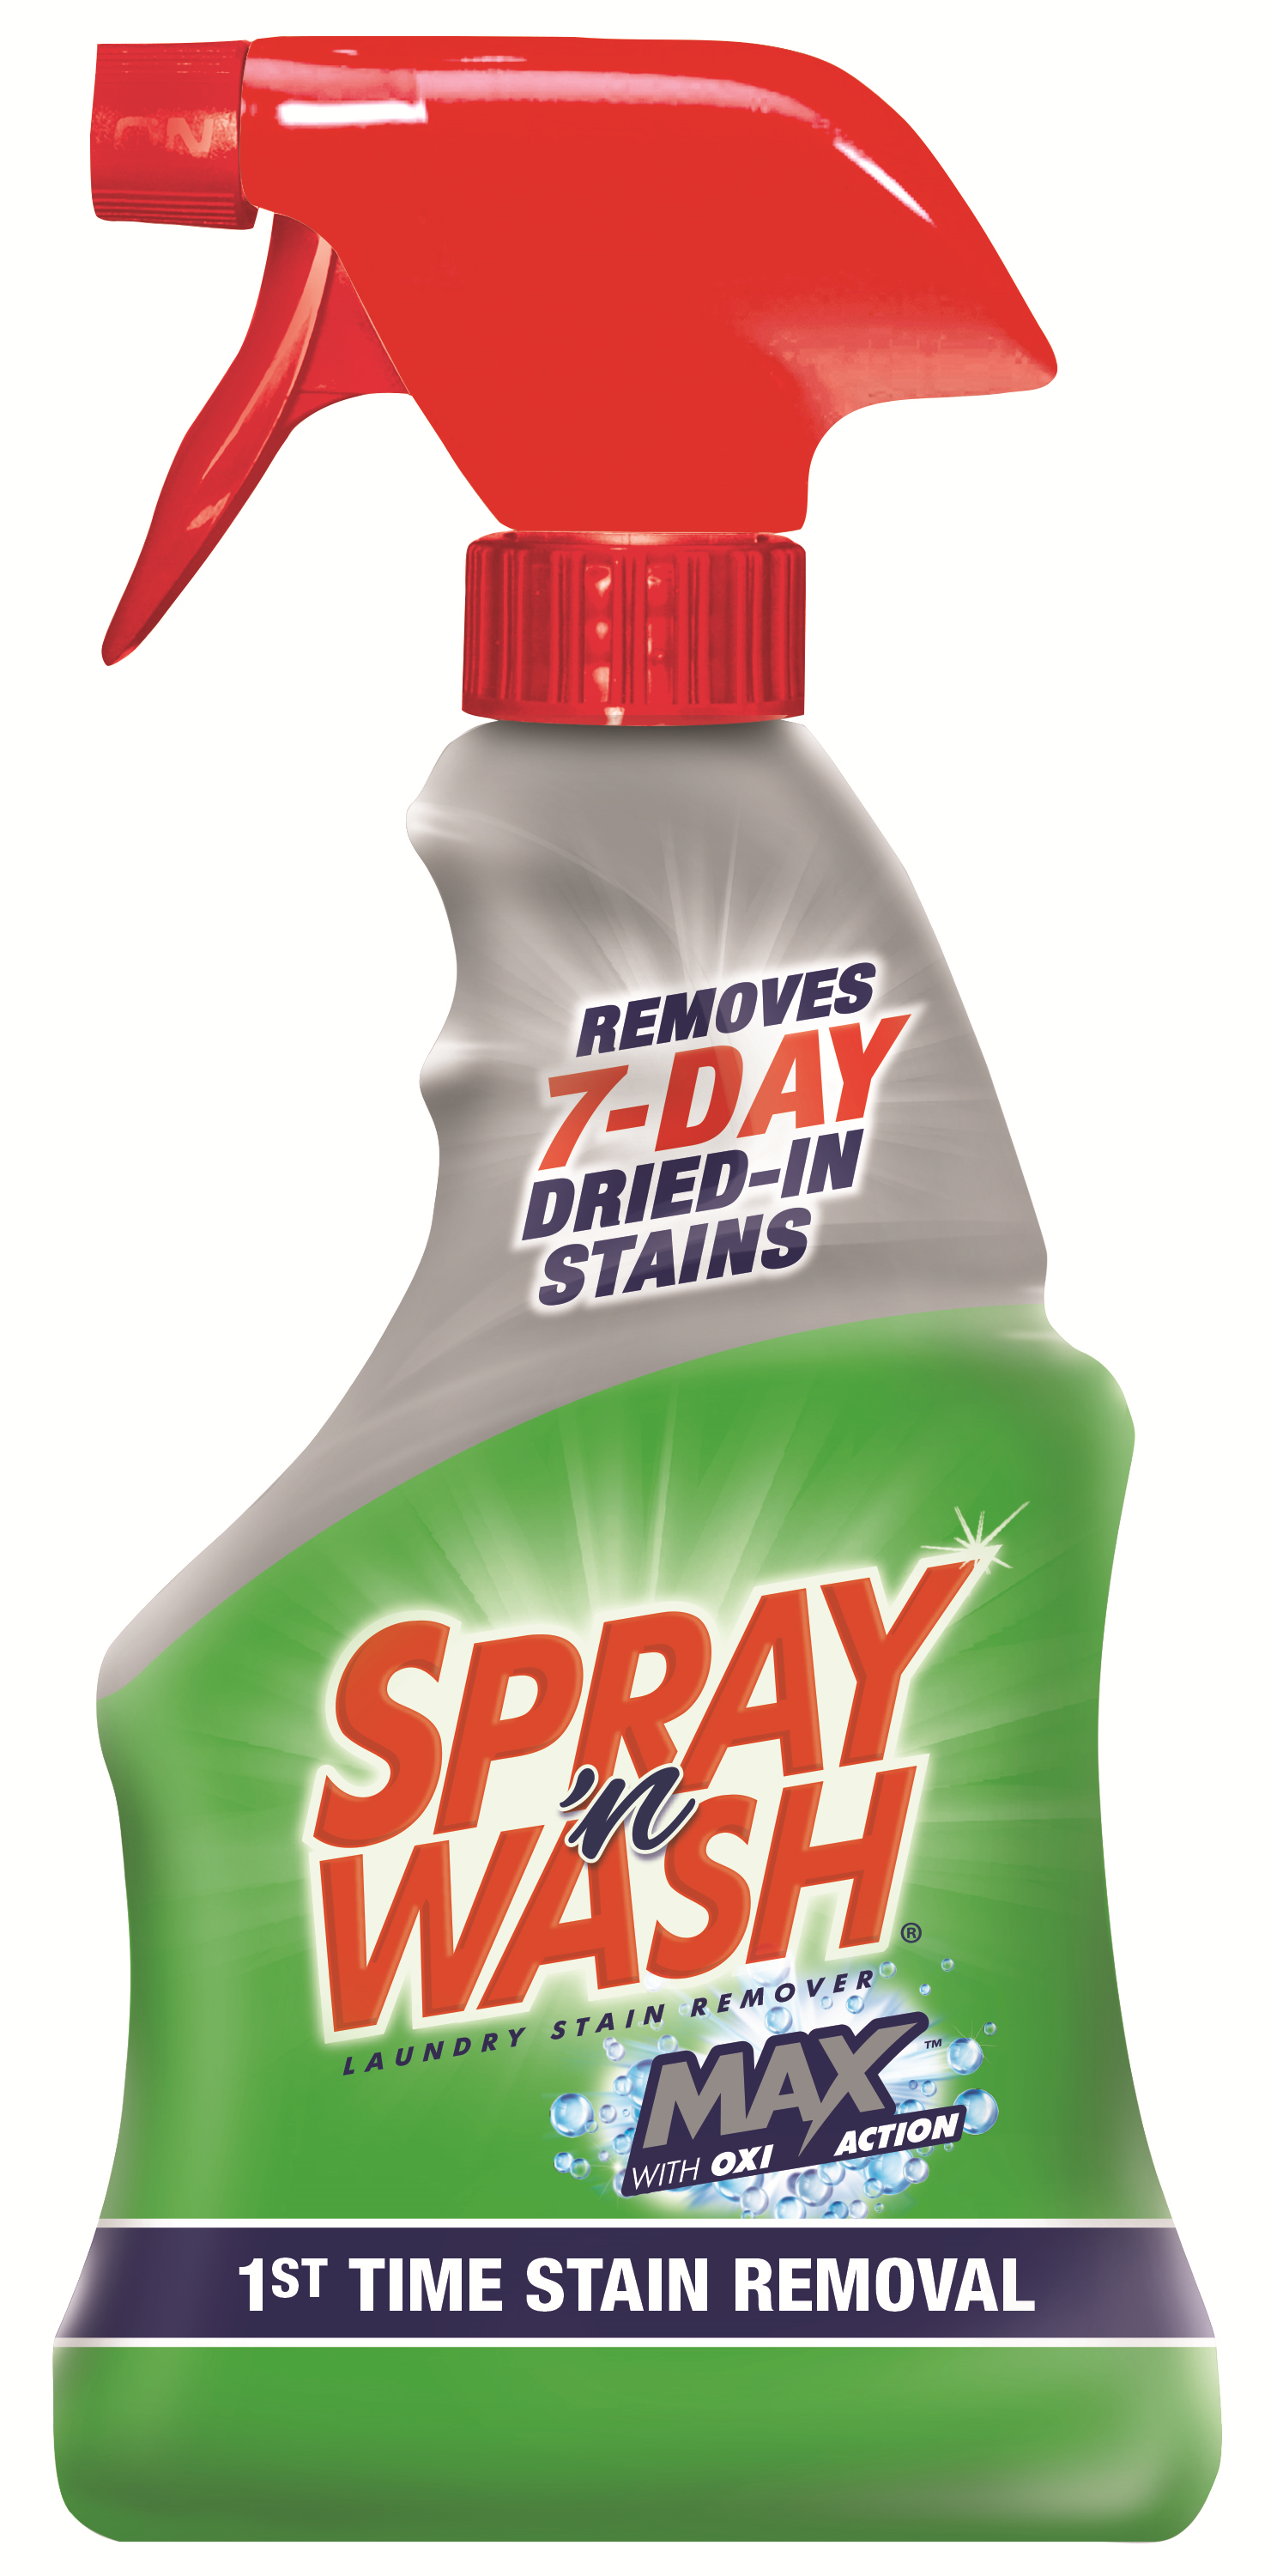 ON
REMOVES
7-DAY
DRIED-IN
STAINS
SPRAY
'n
WASH®
LAUNDRY STAIN REMOVER
MAX™
WITH OXI ACTION
1ST TIME STAIN REMOVAL